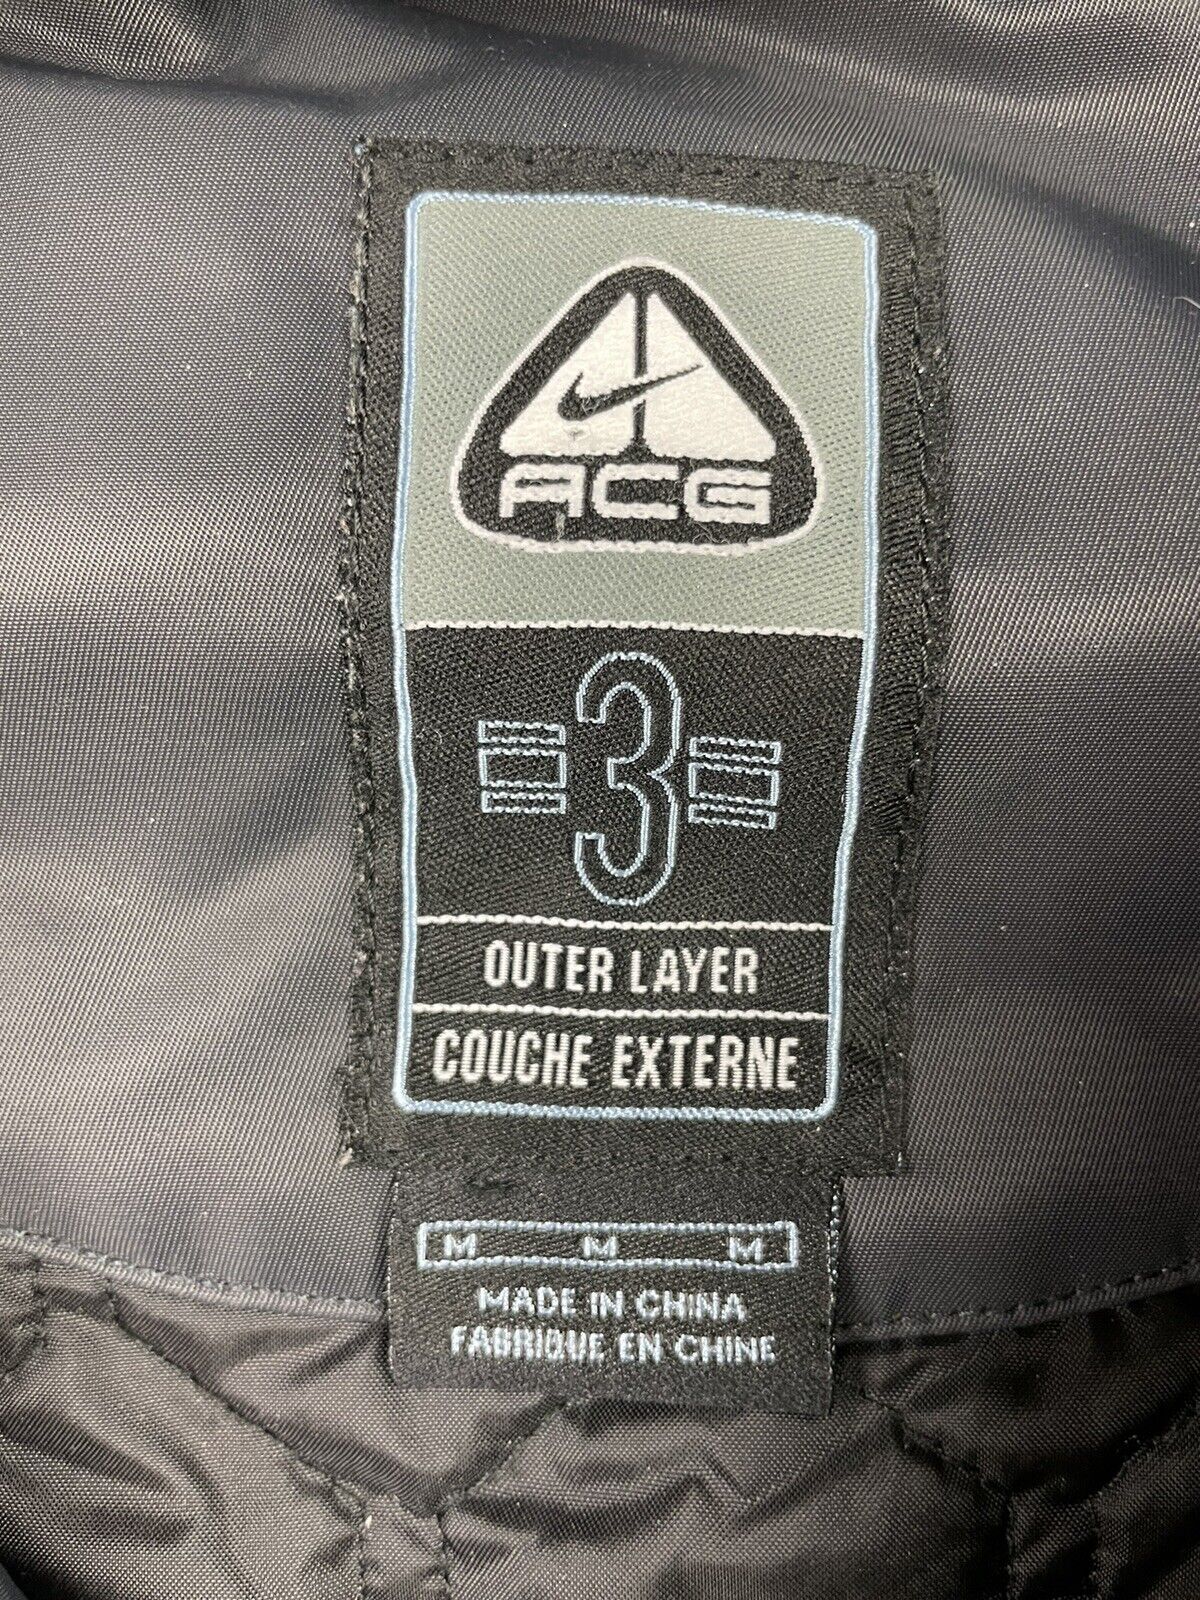 ACG
3
OUTER LAYER
COUCHE EXTERNE
M M M
MADE IN CHINA
FABRIQUE EN CHINE